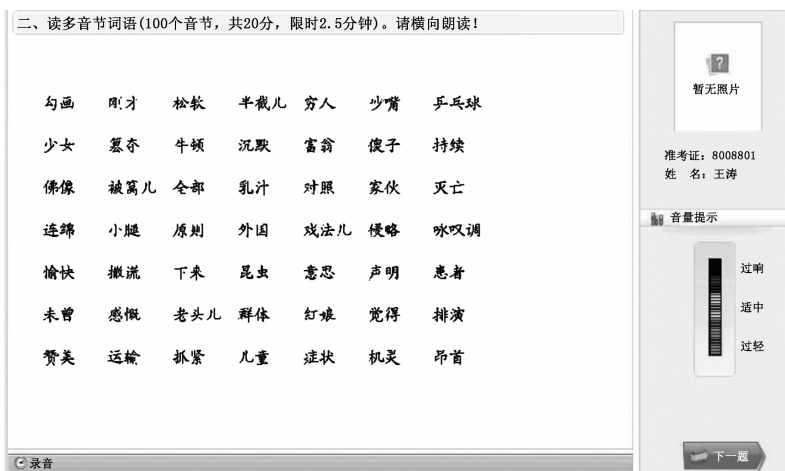 二、读多音节词语(100个音节，共20分，限时2.5分钟)。请横向朗读！
勾画 刚才 松软 半截儿 穷人 吵嘴 乒乓球
少女 篡夺 牛顿 沉默 富翁 傻子 持续
佛像 被窝儿 全部 乳汁 对照 家伙 灭亡
连绵 小腿 原则 外国 戏法儿 侵略 咏叹调
愉快 撒谎 下来 昆虫 意思 声明 患者
未曾 感慨 老头儿 群体 红娘 觉得 排演
赞美 运输 抓紧 儿童 症状 机灵 昂首
录音
?
暂无照片
准考证：8008801
姓 名：王涛
音量提示
过响
适中
过轻
下一题